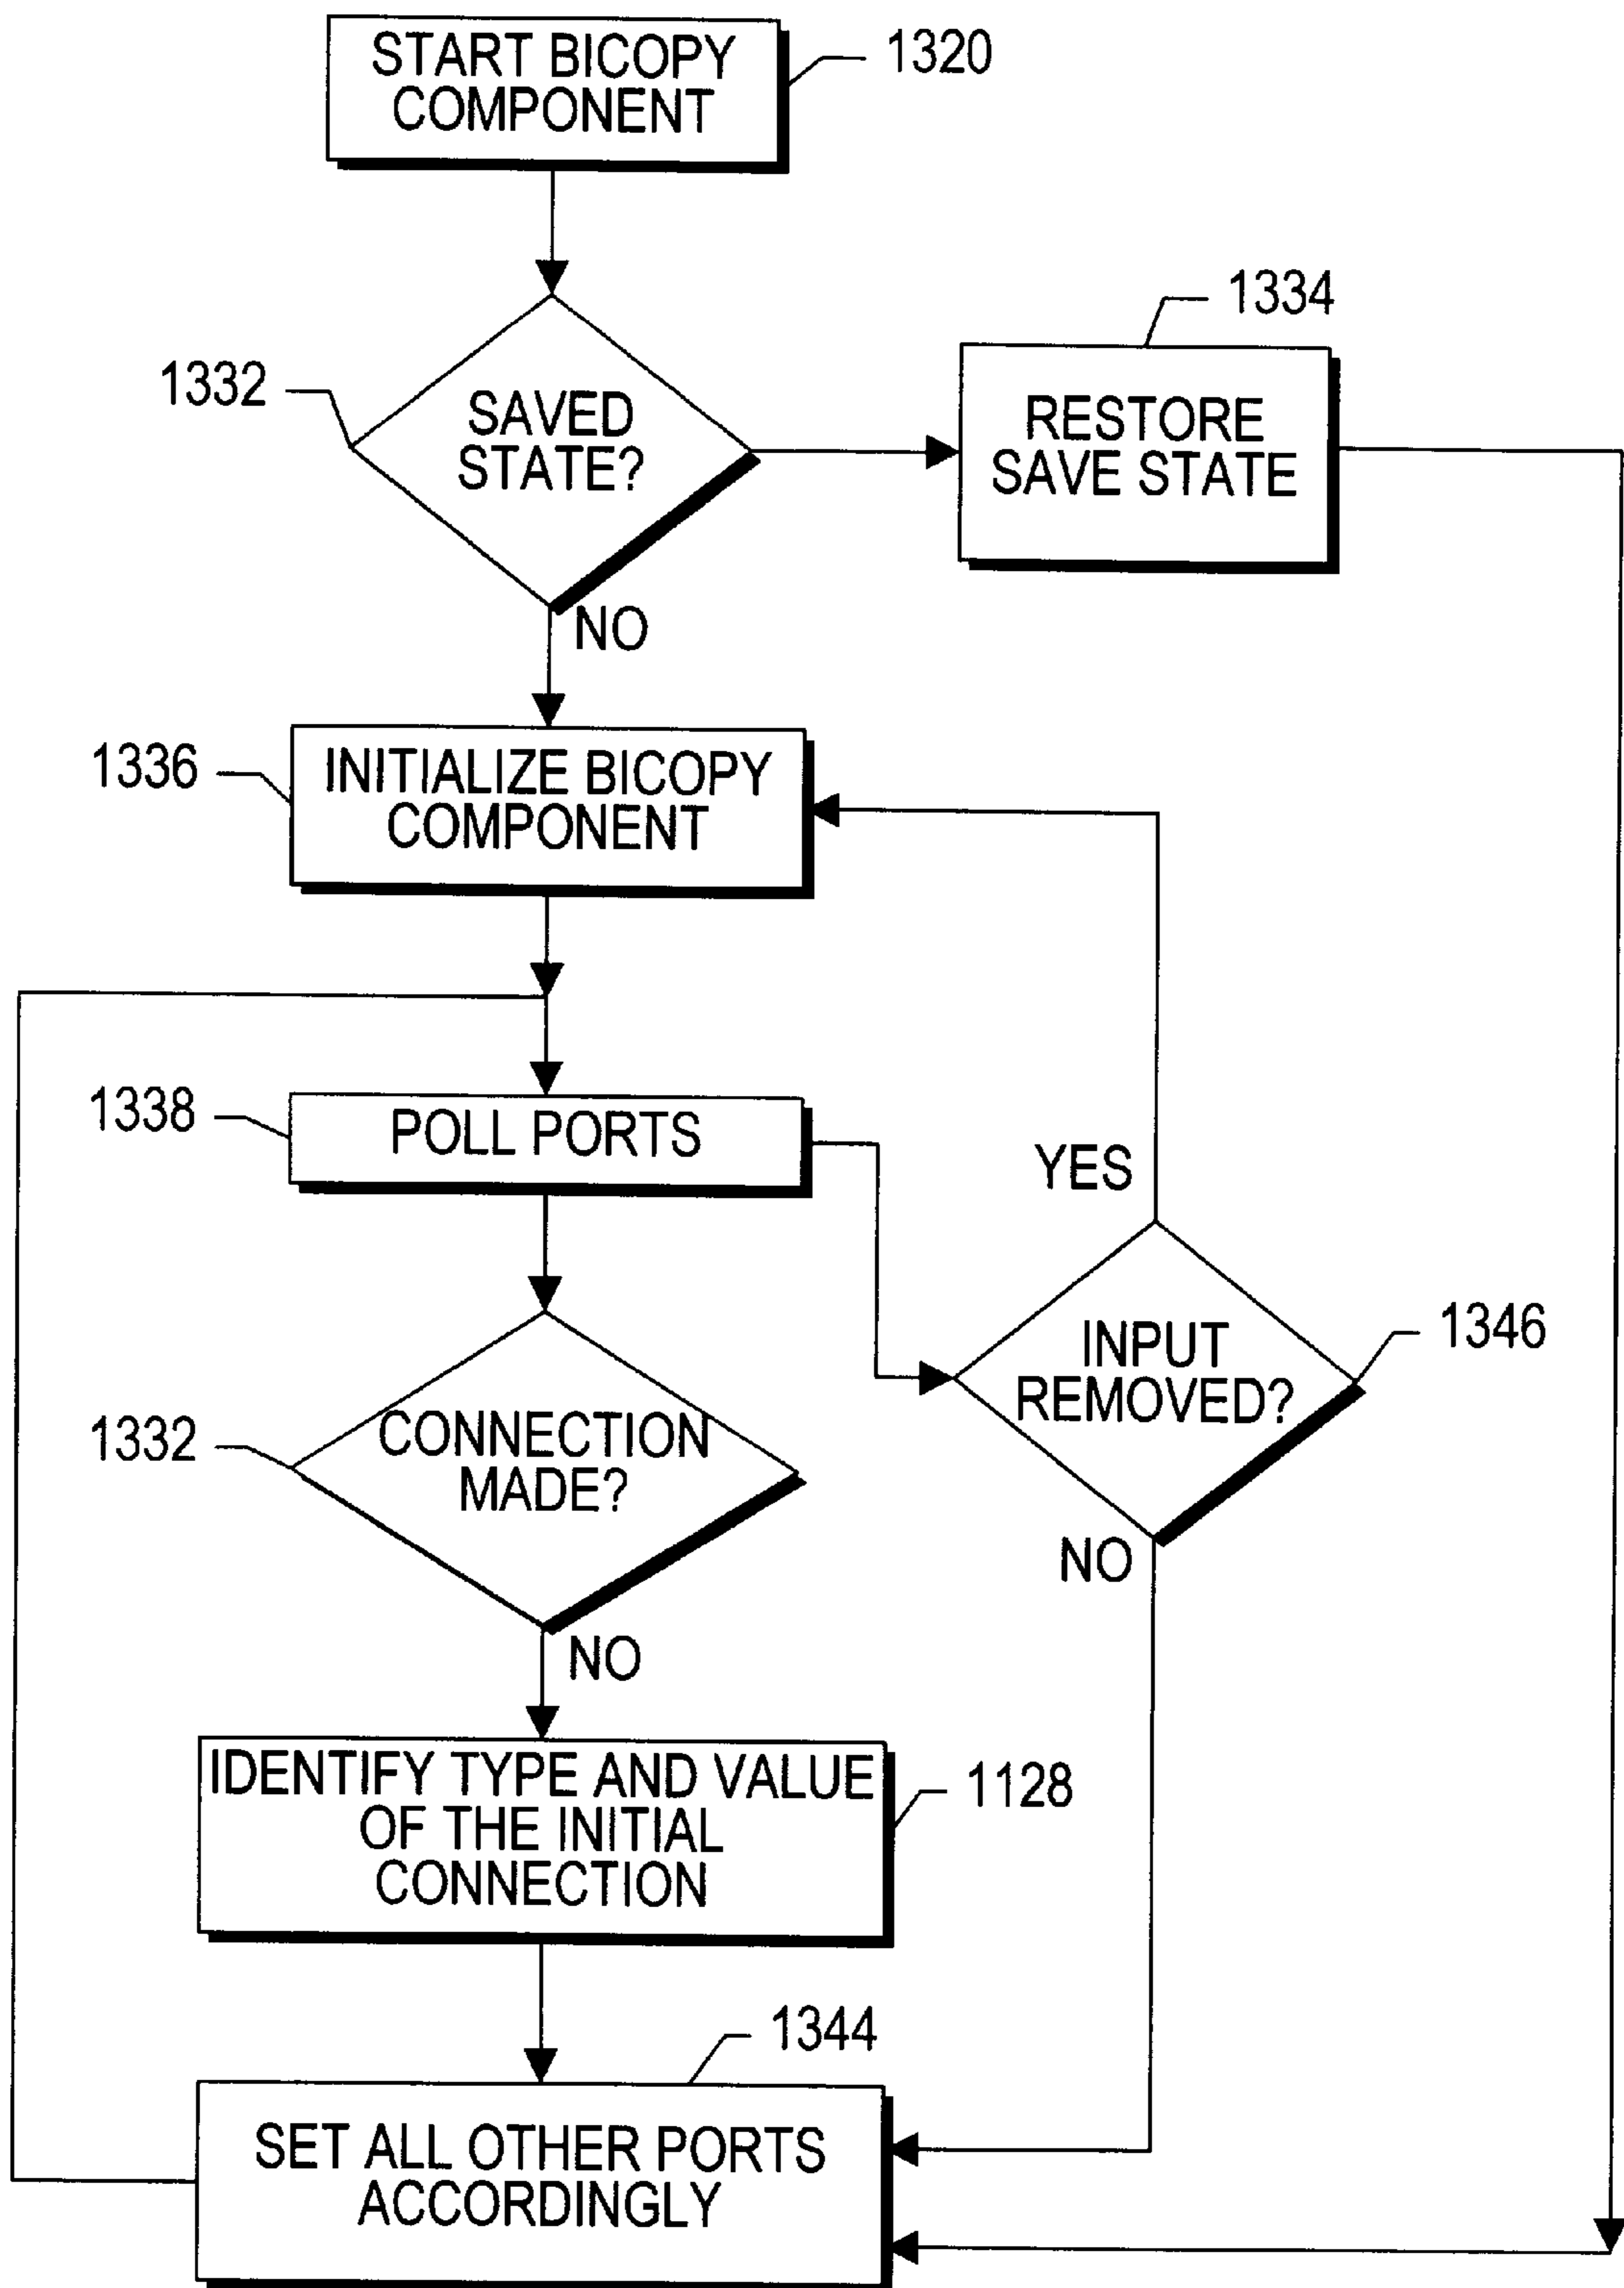 START BICOPY
COMPONENT
1320
1334
1332
SAVED
STATE?
RESTORE
SAVE STATE
NO
1336
INITIALIZE BICOPY
COMPONENT
1338
POLL PORTS
YES
1346
INPUT
REMOVED?
1332
CONNECTION
MADE?
NO
NO
IDENTIFY TYPE AND VALUE
OF THE INITIAL
CONNECTION
1128
1344
SET ALL OTHER PORTS
ACCORDINGLY